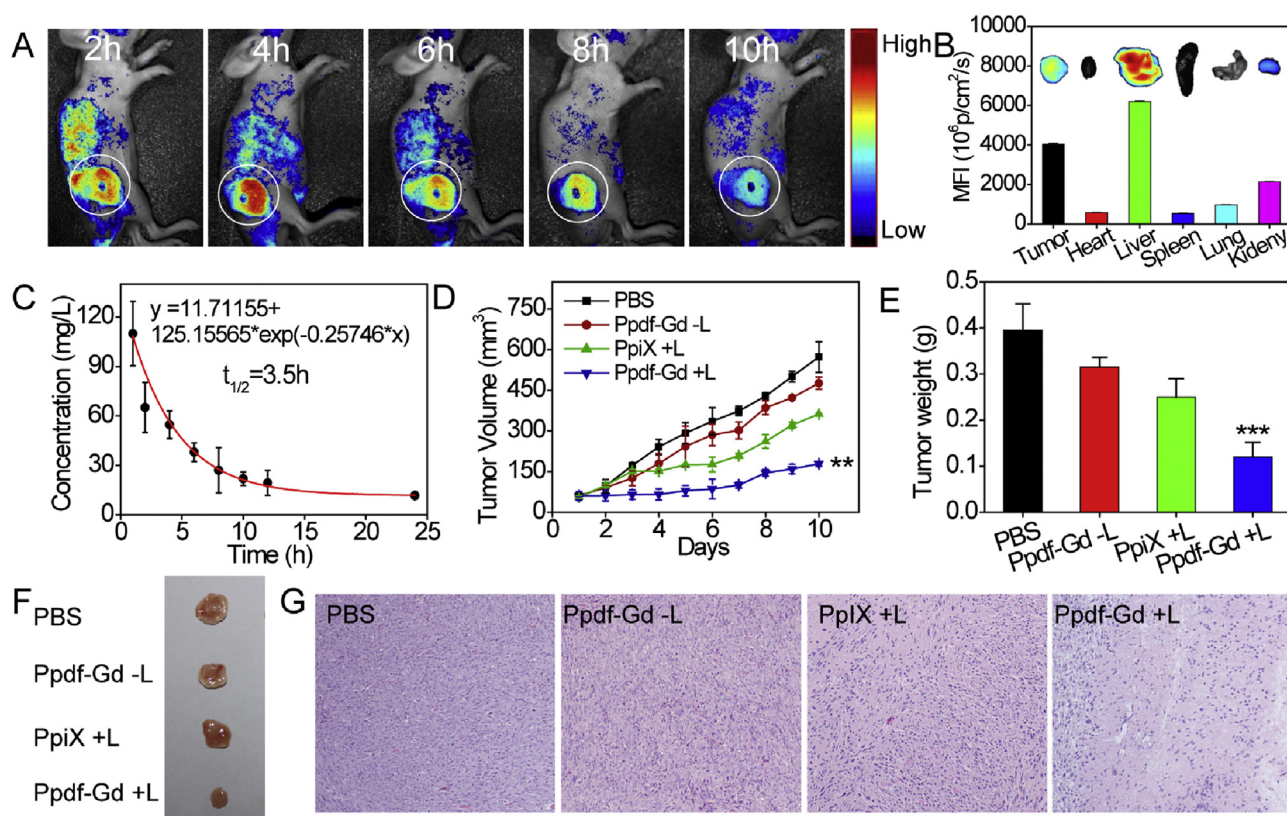 A
2h
4h
6h
8h
10h
High
Low
B
MFI (10⁶p/cm²/s)
10000
8000
6000
4000
2000
0
Tumor
Heart
Liver
Spleen
Lung
Kideny
C
Concentration (mg/L)
120
90
60
30
0
y =11.71155+
125.15565*exp(-0.25746*x)
t1/2=3.5h
0 5 10 15 20 25
Time (h)
D
Tumor Volume (mm³)
750
600
450
300
150
0
PBS
Ppdf-Gd -L
PpiX +L
Ppdf-Gd +L
**
0 2 4 6 8 10
Days
E
Tumor weight (g)
0.5
0.4
0.3
0.2
0.1
0.0
***
PBS
Ppdf-Gd -L
PpiX +L
Ppdf-Gd +L
F
PBS
Ppdf-Gd -L
PpiX +L
Ppdf-Gd +L
G
PBS
Ppdf-Gd -L
PpIX +L
Ppdf-Gd +L